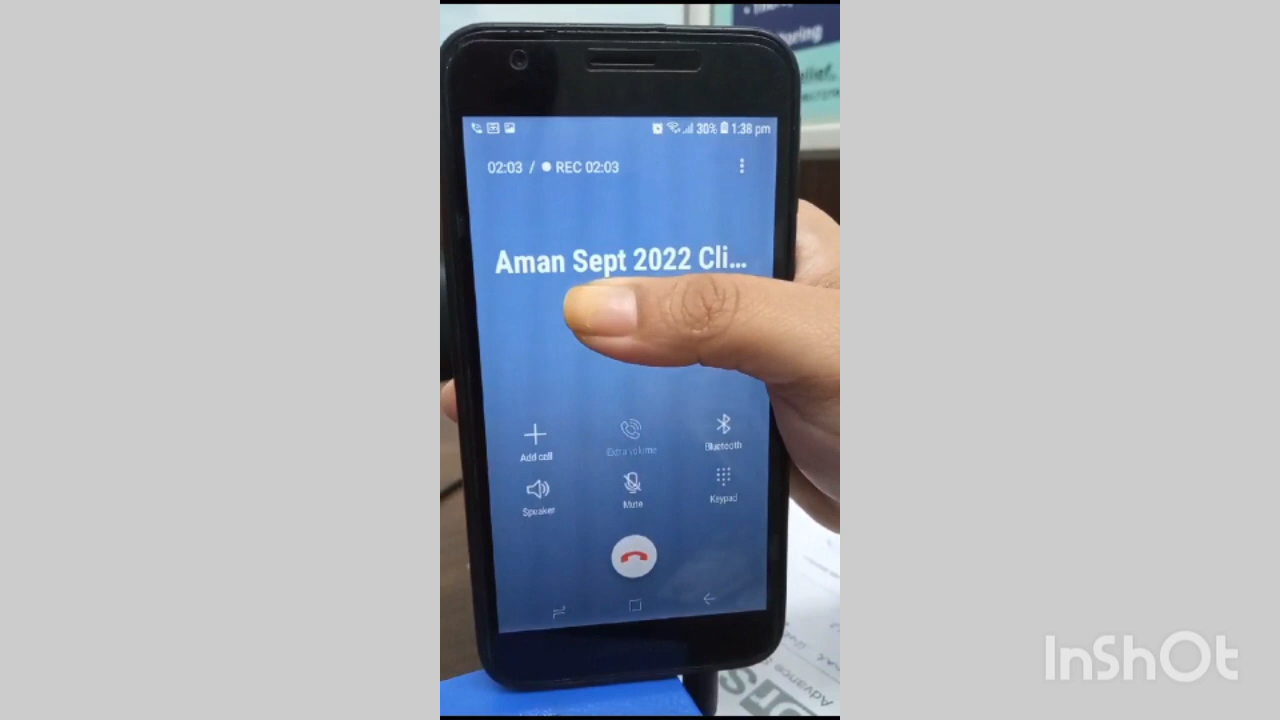 30% 1:38 pm
02:03 / REC 02:03
Aman Sept 2022 Cli...
Add call
Extra volume
Bluetooth
Speaker
Mute
Keypad
Advance
InShOt